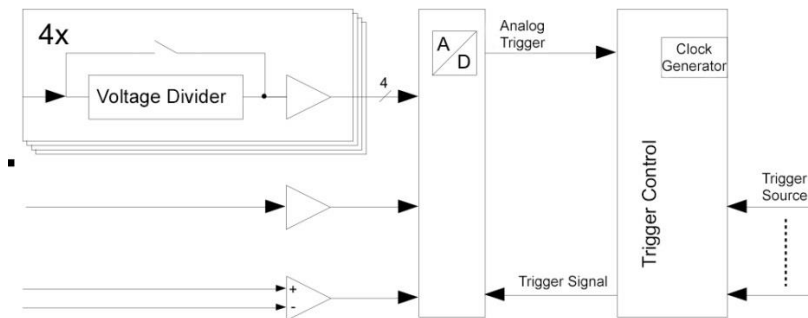 4x
Voltage Divider
4
A
D
Analog
Trigger
Clock
Generator
Trigger Control
Trigger
Source
Trigger Signal
+
-